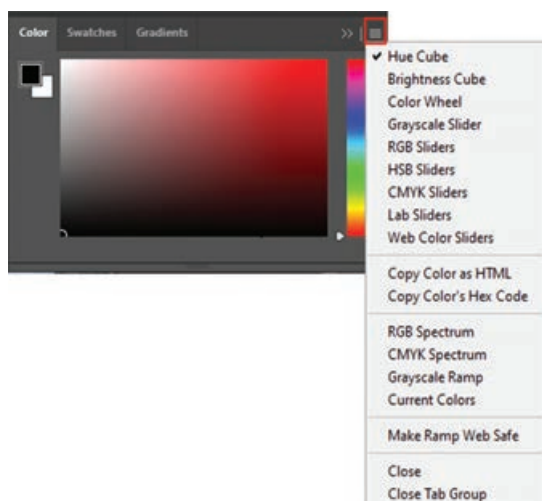 Color Swatches Gradients
Hue Cube
Brightness Cube
Color Wheel
Grayscale Slider
RGB Sliders
HSB Sliders
CMYK Sliders
Lab Sliders
Web Color Sliders
Copy Color as HTML
Copy Color's Hex Code
RGB Spectrum
CMYK Spectrum
Grayscale Ramp
Current Colors
Make Ramp Web Safe
Close
Close Tab Group